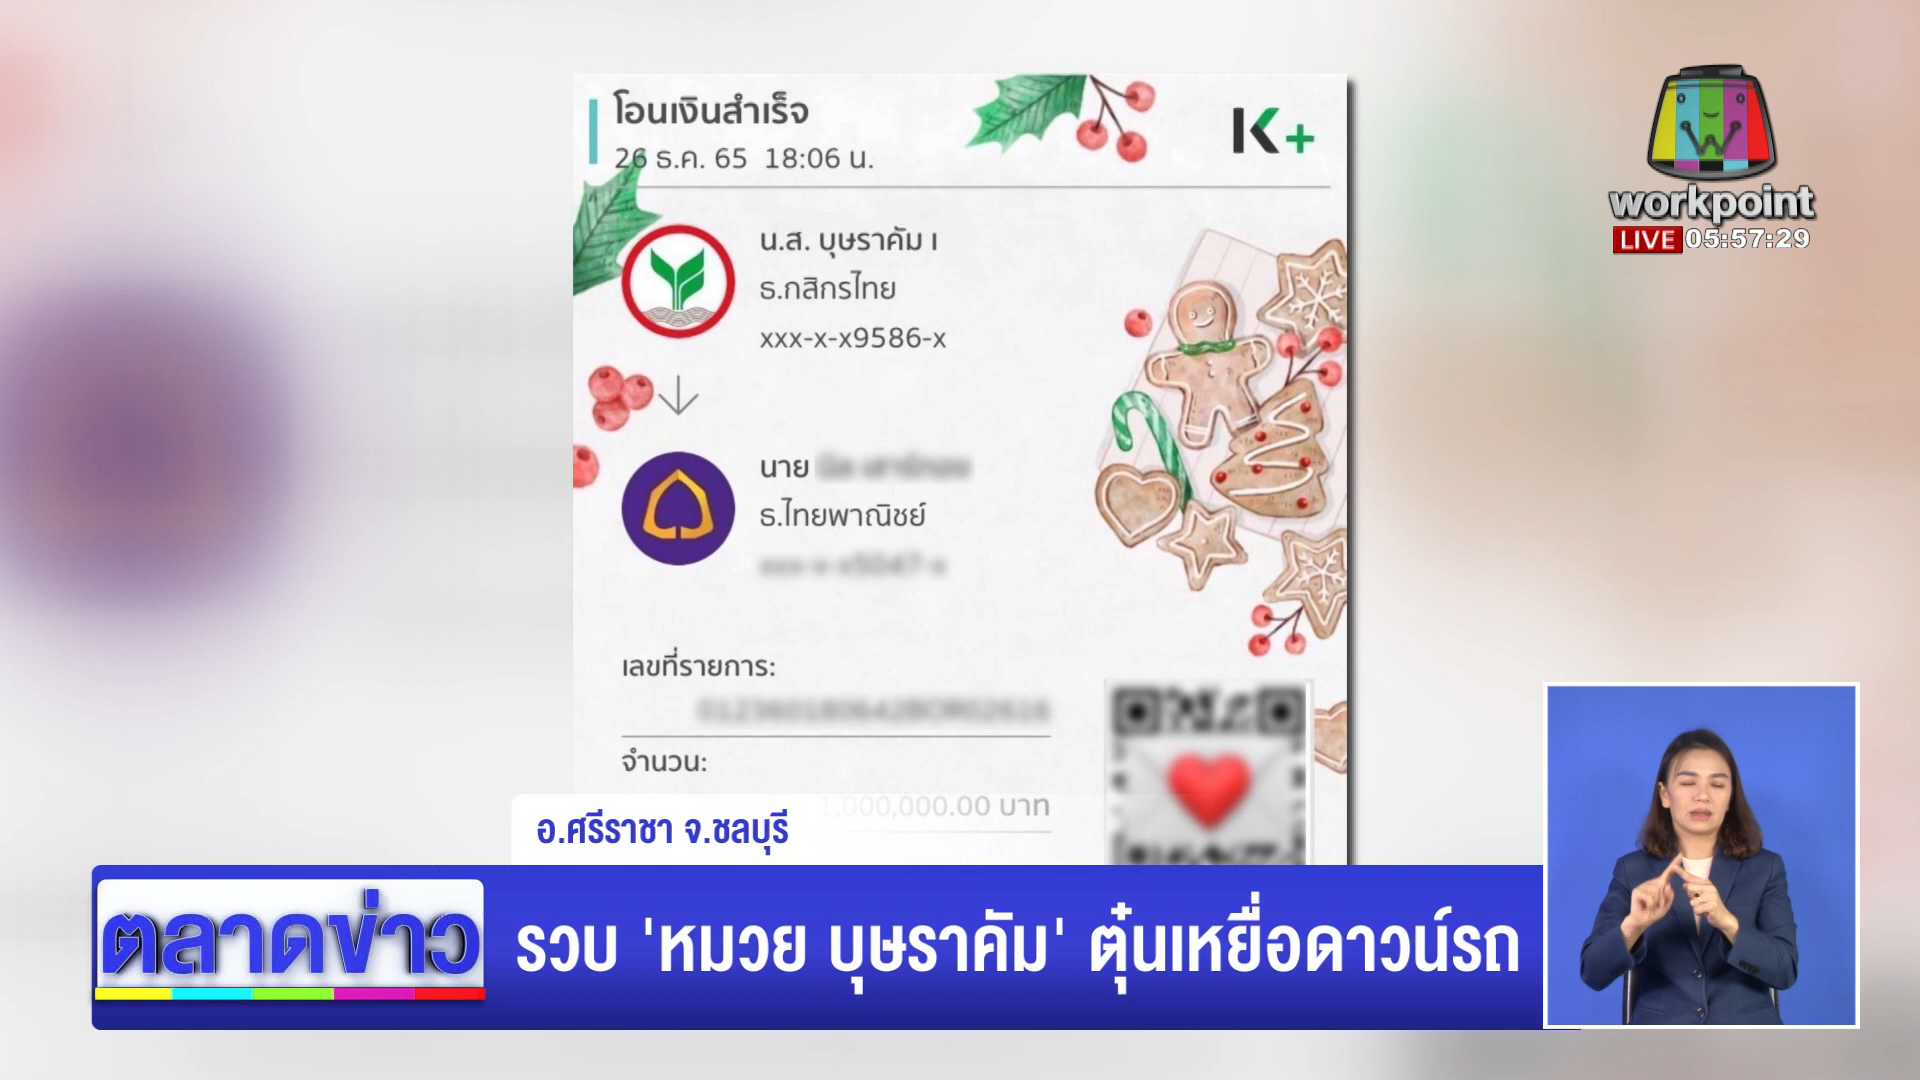 โอนเงินสำเร็จ
26 ธ.ค. 65 18:06 น.
K+
workpoint
LIVE 05:57:29
น.ส. บุษราคัม เ
ธ.กสิกรไทย
xxx-x-x9586-x
นาย
ธ.ไทยพาณิชย์
เลขที่รายการ:
จำนวน:
1,000,000.00 บาท
อ.ศรีราชา จ.ชลบุรี
ตลาดข่าว
รวบ 'หมวย บุษราคัม' ตุ๋นเหยื่อดาวน์รถ